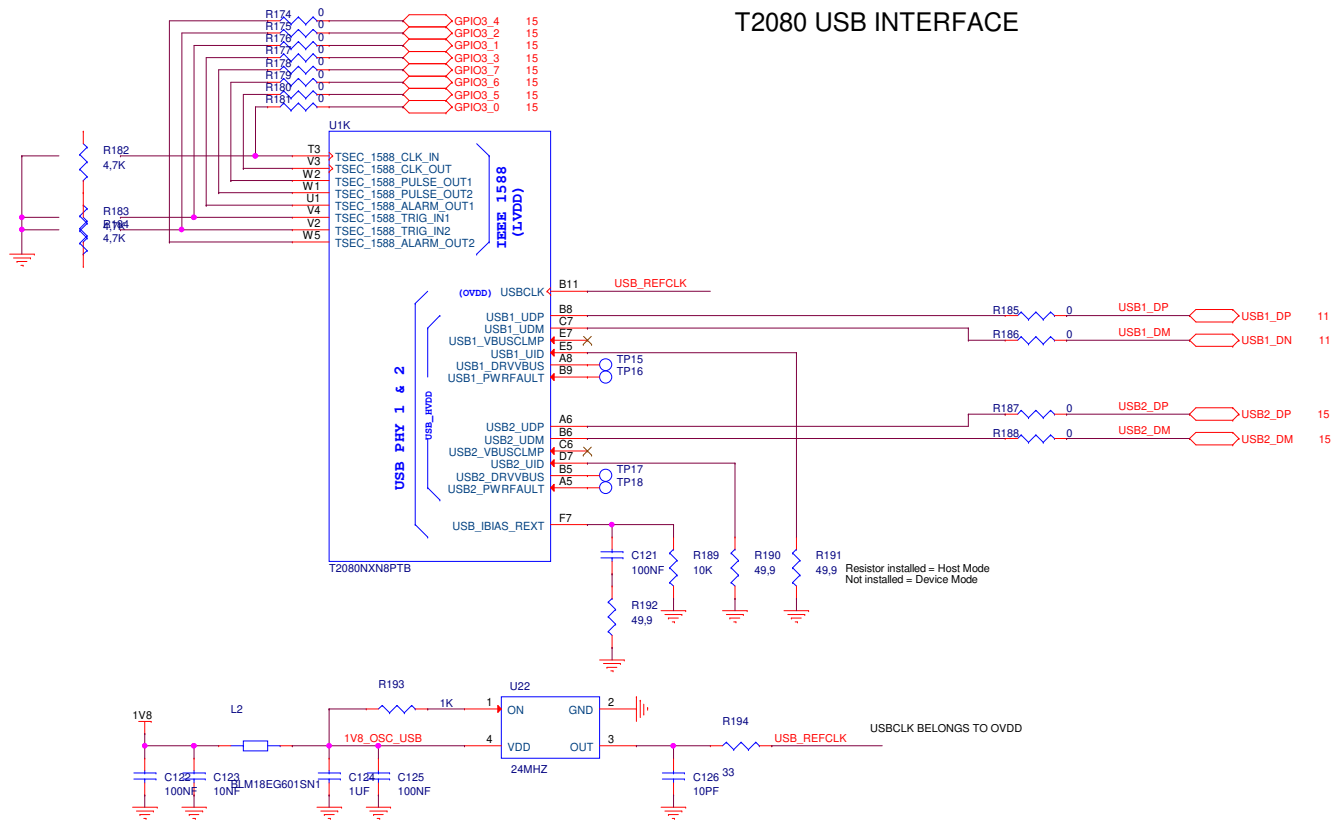 T2080 USB INTERFACE
R174 0 GPIO3_4 15
R175 0 GPIO3_2 15
R176 0 GPIO3_1 15
R177 0 GPIO3_3 15
R178 0 GPIO3_7 15
R179 0 GPIO3_6 15
R180 0 GPIO3_5 15
R181 0 GPIO3_0 15
U1K
R182
4,7K
R183
4,7K
R184
4,7K
T3 TSEC_1588_CLK_IN
V3 TSEC_1588_CLK_OUT
W2 TSEC_1588_PULSE_OUT1
W1 TSEC_1588_PULSE_OUT2
U1 TSEC_1588_ALARM_OUT1
V4 TSEC_1588_TRIG_IN1
V2 TSEC_1588_TRIG_IN2
W5 TSEC_1588_ALARM_OUT2
IEEE 1588
(LVDD)
(OVDD) USBCLK B11 USB_REFCLK
USB1_UDP B8 R185 0 USB1_DP USB1_DP 11
USB1_UDM C7 R186 0 USB1_DM USB1_DN 11
USB1_VBUSCLMP E7
USB1_UID E5
USB1_DRVVBUS A8 TP15
USB1_PWRFAULT B9 TP16
USB PHY 1 & 2
USB_HVDD
USB2_UDP A6 R187 0 USB2_DP USB2_DP 15
USB2_UDM B6 R188 0 USB2_DM USB2_DM 15
USB2_VBUSCLMP C6
USB2_UID D7
USB2_DRVVBUS B5 TP17
USB2_PWRFAULT A5 TP18
USB_IBIAS_REXT F7
T2080NXN8PTB
C121
100NF
R189
10K
R190
49,9
R191
49,9
Resistor installed = Host Mode
Not installed = Device Mode
R192
49,9
1V8
L2
BLM18EG601SN1
R193
1K
1V8_OSC_USB
U22
1 ON GND 2
4 VDD OUT 3
24MHZ
R194
33
USB_REFCLK
USBCLK BELONGS TO OVDD
C122
100NF
C123
10NF
C124
1UF
C125
100NF
C126
10PF